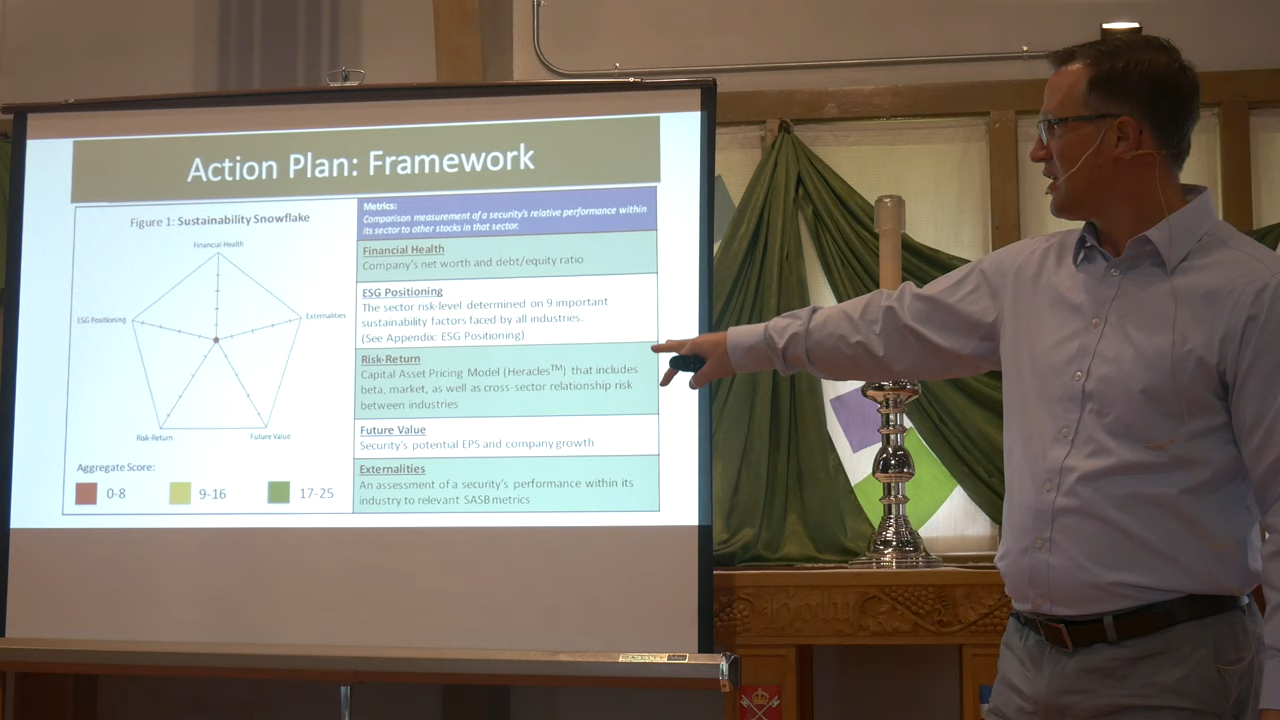 Action Plan: Framework
Figure 1: Sustainability Snowflake
Financial Health
ESG Positioning
Externalities
Risk-Return
Future Value
Aggregate Score:
0-8
9-16
17-25
Metrics:
Comparison measurement of a security's relative performance within
its sector to other stocks in that sector.
Financial Health
Company's net worth and debt/equity ratio
ESG Positioning
The sector risk-level determined on 9 important
sustainability factors faced by all industries.
(See Appendix: ESG Positioning)
Risk-Return
Capital Asset Pricing Model (Heracles™) that includes
beta, market, as well as cross-sector relationship risk
between industries
Future Value
Security's potential EPS and company growth
Externalities
An assessment of a security's performance within its
industry to relevant SASB metrics
Holy